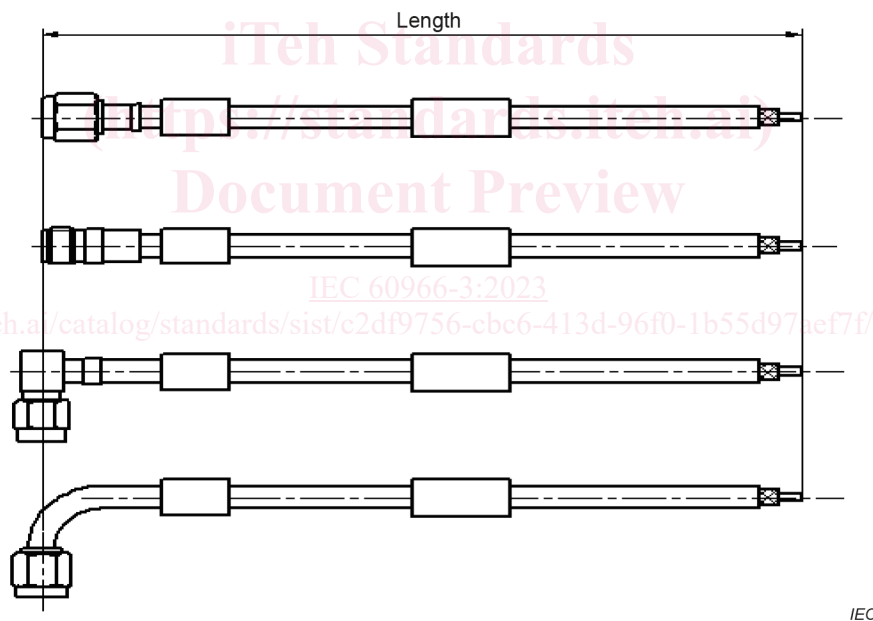 Length
iTeh Standards
(https://standards.iteh.ai)
Document Preview
IEC 60966-3:2023
eh.ai/catalog/standards/sist/c2df9756-cbc6-413d-96f0-1b55d97aef7f/
IEC